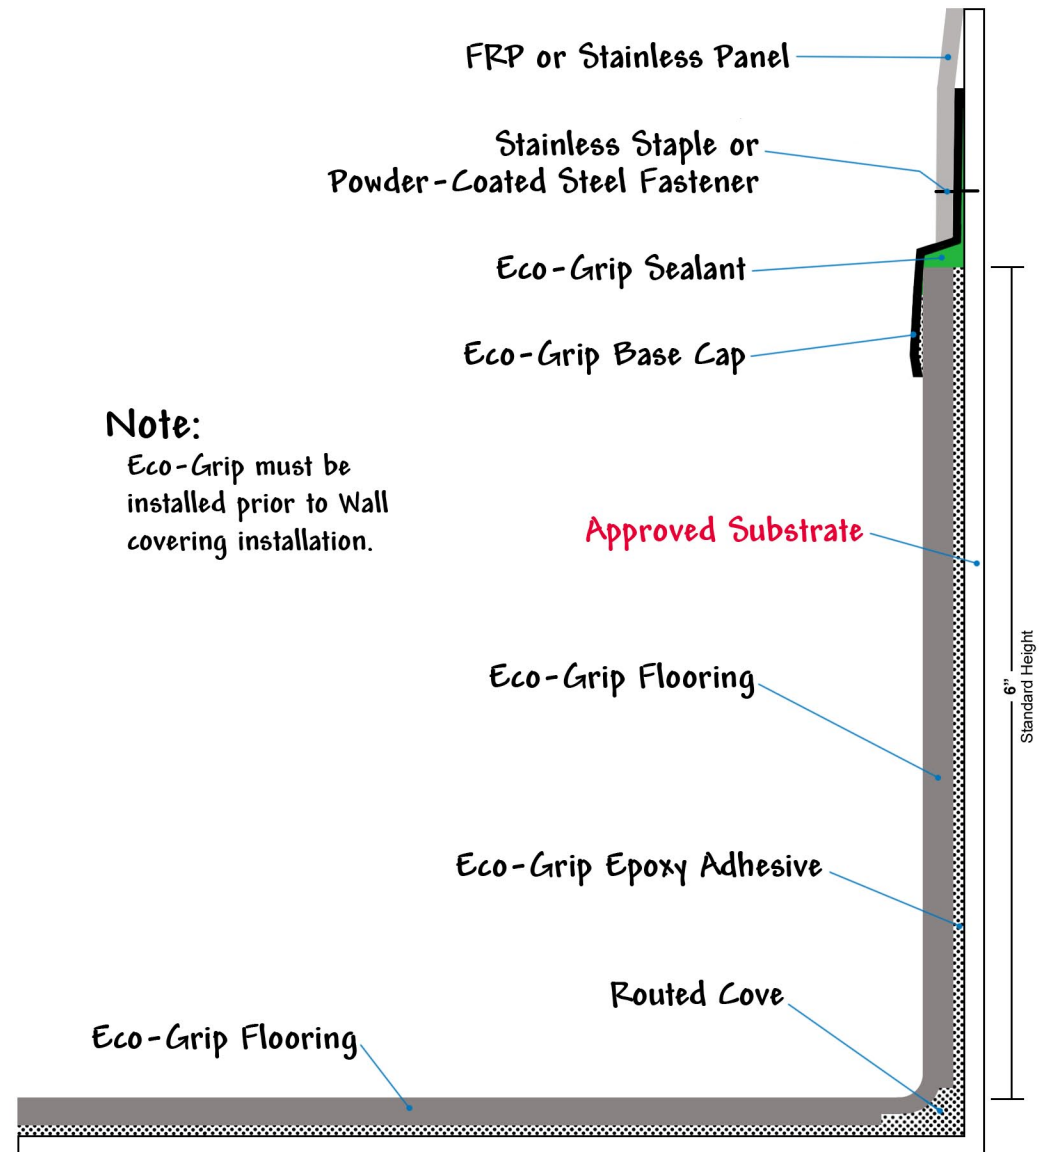 FRP or Stainless Panel
Stainless Staple or
Powder-Coated Steel Fastener
Eco-Grip Sealant
Eco-Grip Base Cap
Note:
Eco-Grip must be
installed prior to Wall
covering installation.
Approved Substrate
Eco-Grip Flooring
6”
Standard Height
Eco-Grip Epoxy Adhesive
Routed Cove
Eco-Grip Flooring